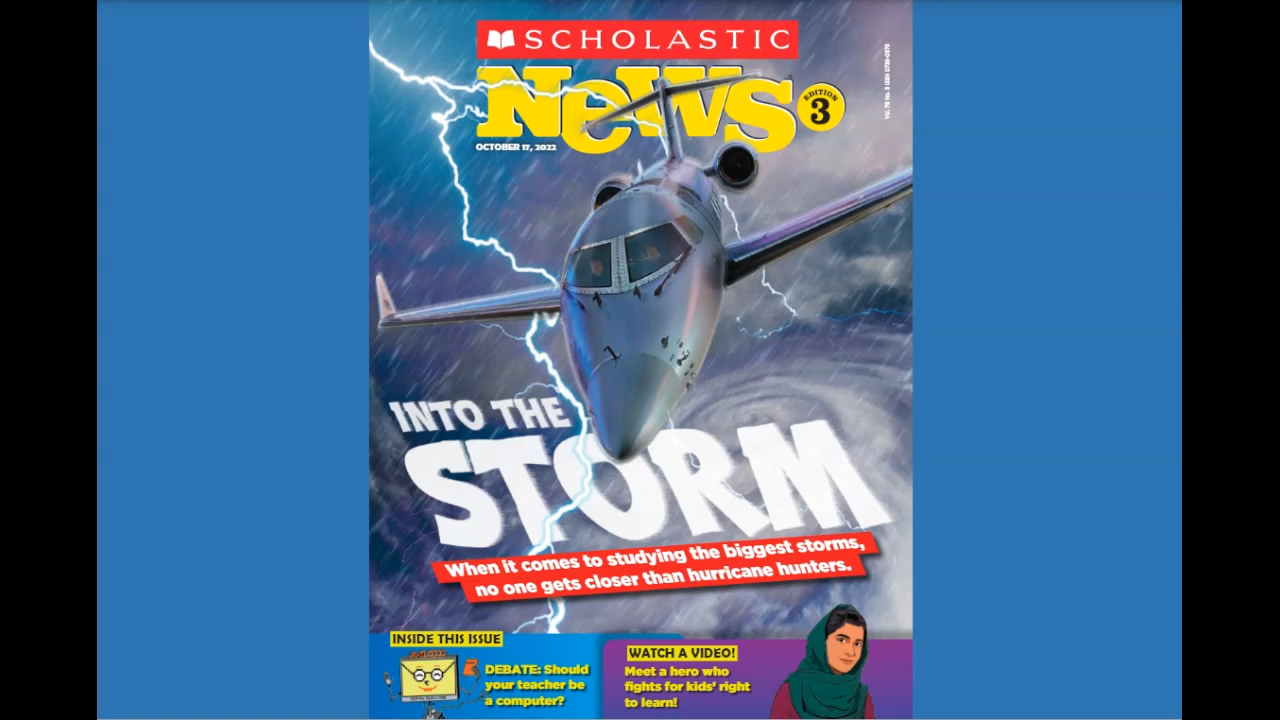 SCHOLASTIC
NeWS
EDITION
3
OCTOBER 17, 2022
INTO THE
STORM
When it comes to studying the biggest storms,
no one gets closer than hurricane hunters.
INSIDE THIS ISSUE
DEBATE: Should
your teacher be
a computer?
WATCH A VIDEO!
Meet a hero who
fights for kids' right
to learn!